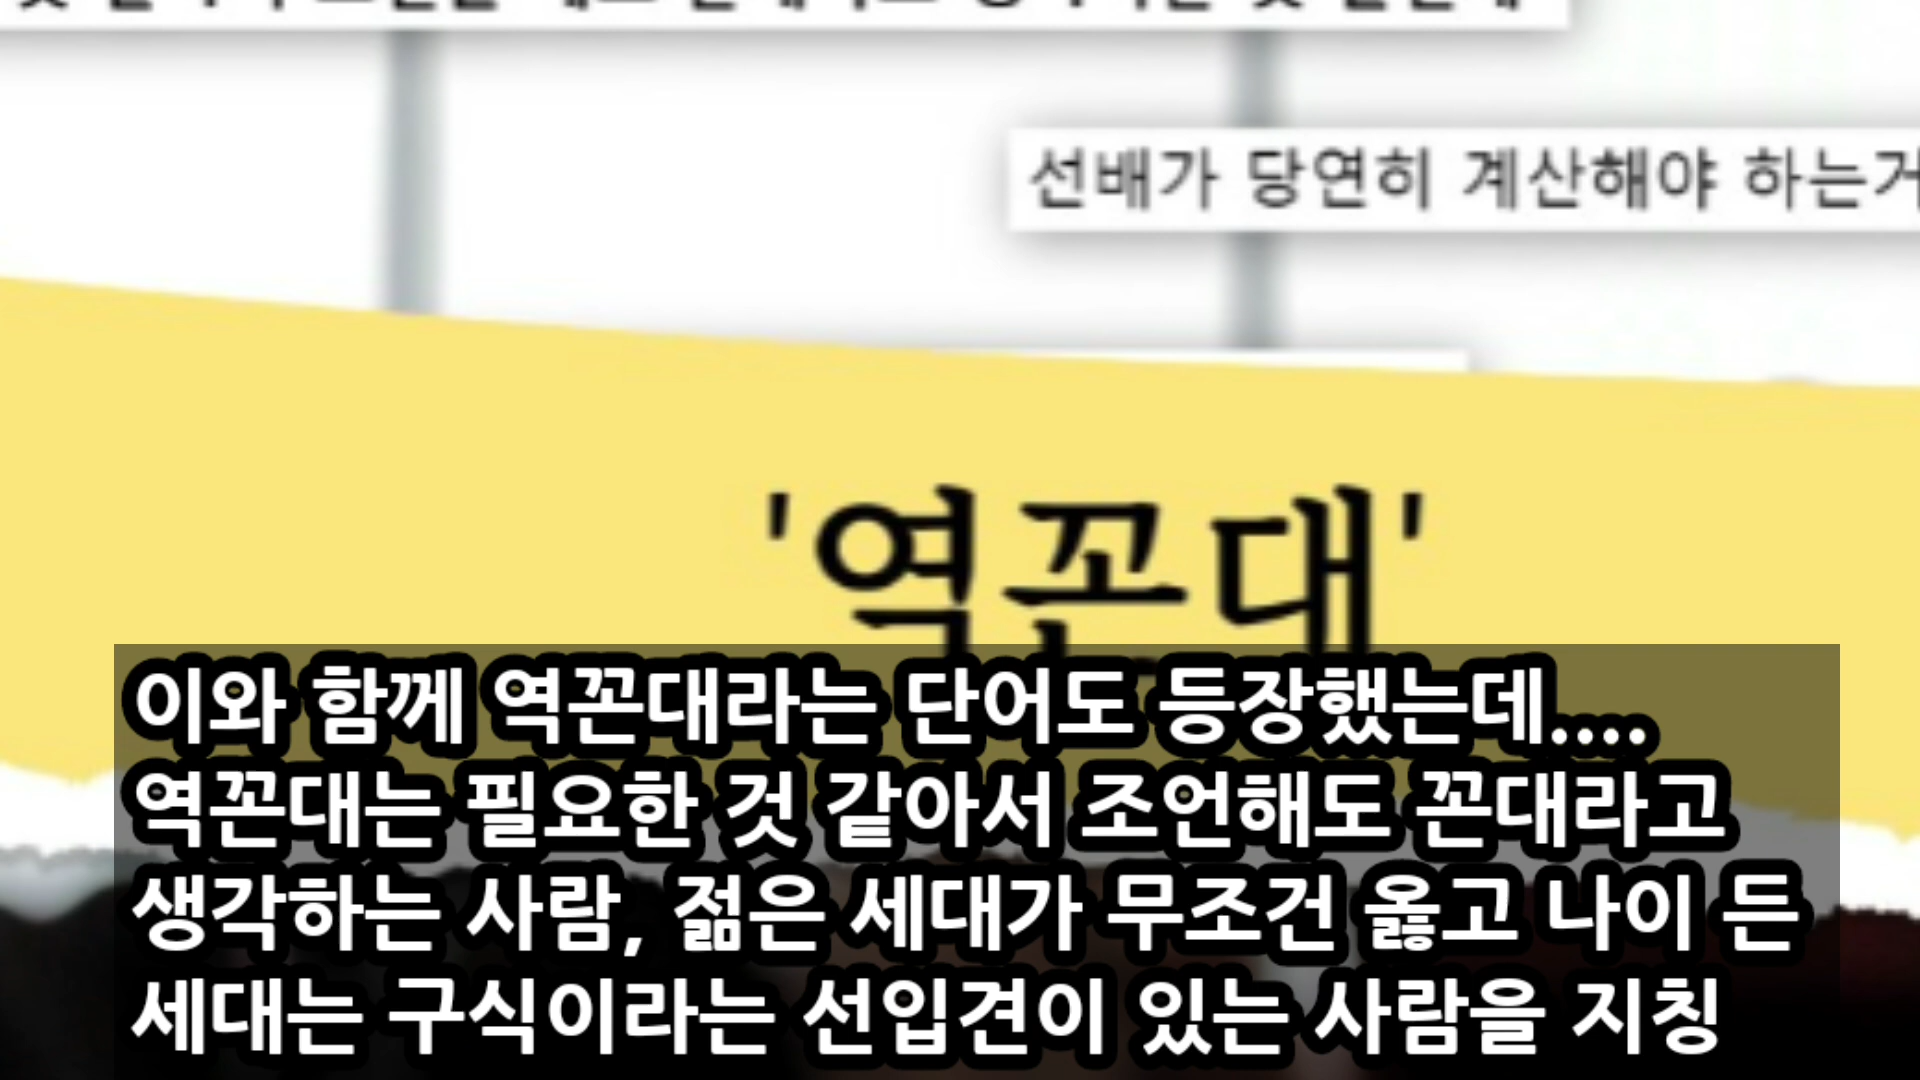 선배가 당연히 계산해야 하는거
'역꼰대'
이와 함께 역꼰대라는 단어도 등장했는데....
역꼰대는 필요한 것 같아서 조언해도 꼰대라고
생각하는 사람, 젊은 세대가 무조건 옳고 나이 든
세대는 구식이라는 선입견이 있는 사람을 지칭